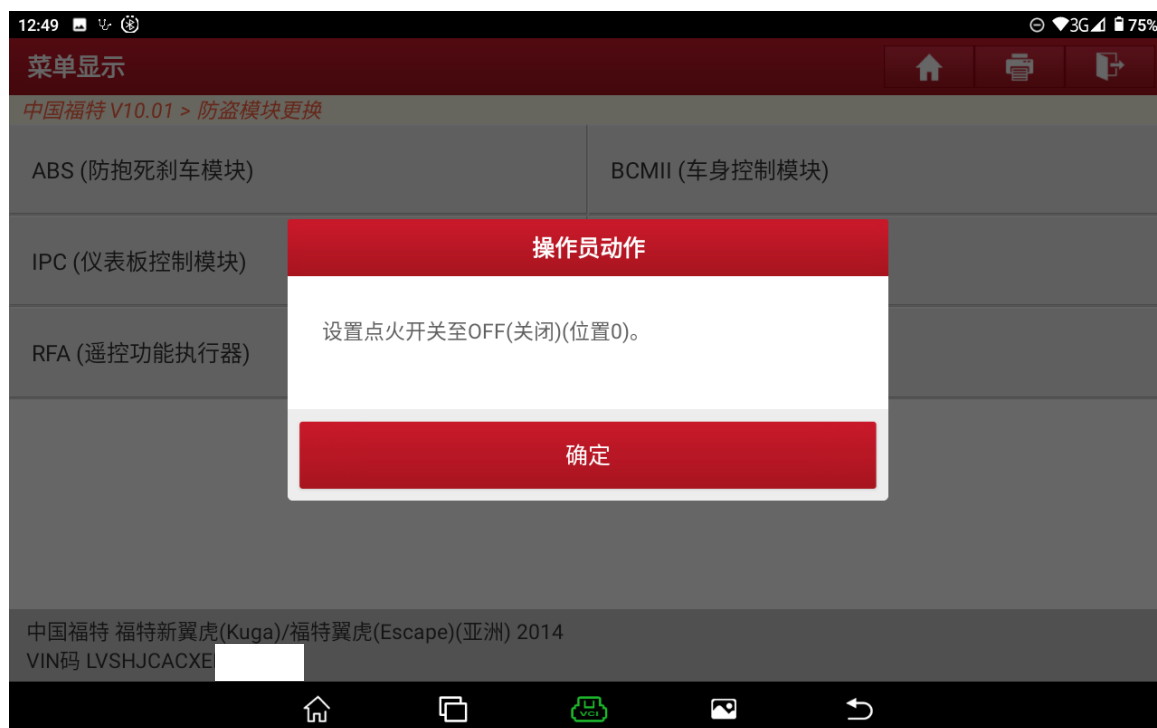 12:49
3G 75%
菜单显示
中国福特 V10.01 > 防盗模块更换
ABS (防抱死刹车模块)
BCMII (车身控制模块)
IPC (仪表板控制模块)
操作员动作
设置点火开关至OFF(关闭)(位置0)。
RFA (遥控功能执行器)
确定
中国福特 福特新翼虎(Kuga)/福特翼虎(Escape)(亚洲) 2014
VIN码 LVSHJCACXE
VCI